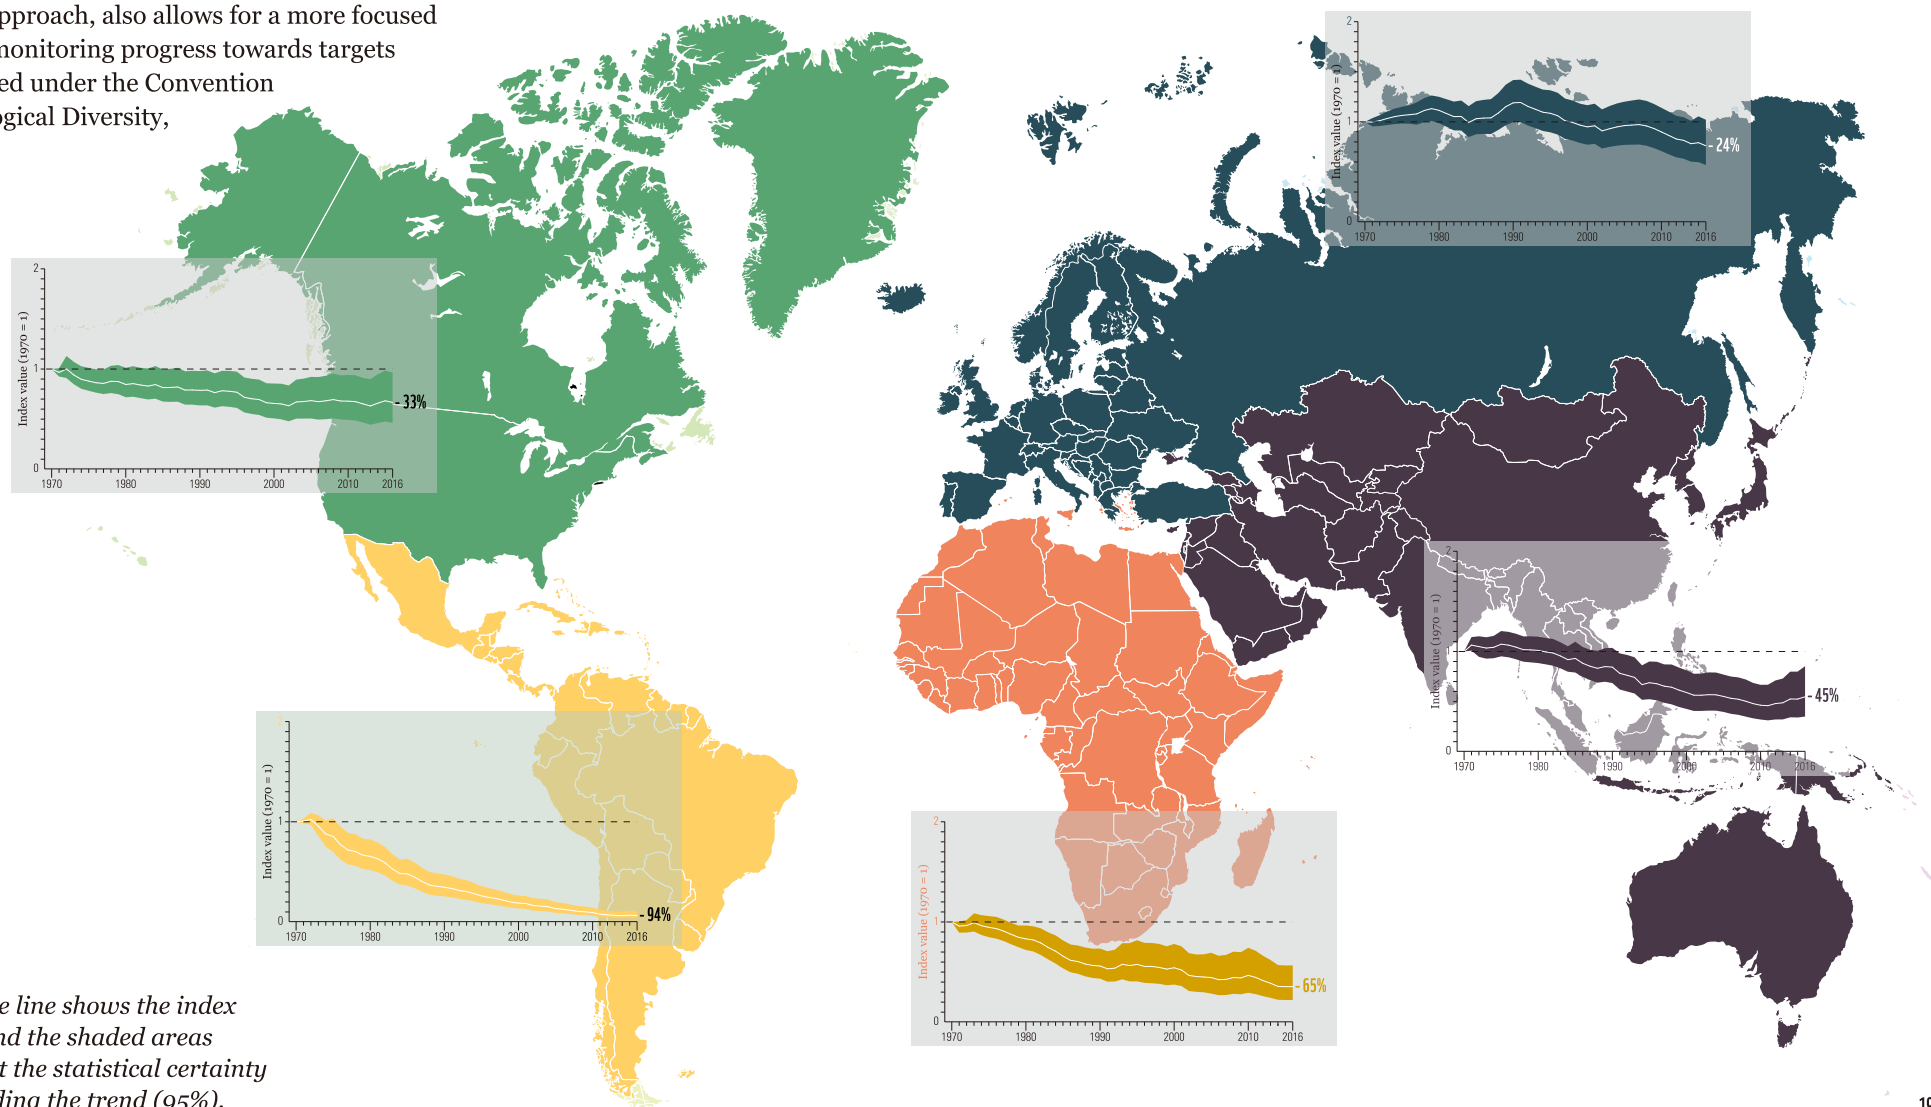 pproach, also allows for a more focused
monitoring progress towards targets
ed under the Convention
ogical Diversity,
2
1
0
Index value (1970 = 1)
1970 1980 1990 2000 2010 2016
- 24%
2
1
0
Index value (1970 = 1)
1970 1980 1990 2000 2010 2016
- 33%
2
1
0
Index value (1970 = 1)
1970 1980 1990 2000 2010 2016
- 45%
1
0
Index value (1970 = 1)
1970 1980 1990 2000 2010 2016
- 94%
2
1
0
Index value (1970 = 1)
1970 1980 1990 2000 2010 2016
- 65%
e line shows the index
nd the shaded areas
t the statistical certainty
ding the trend (95%).